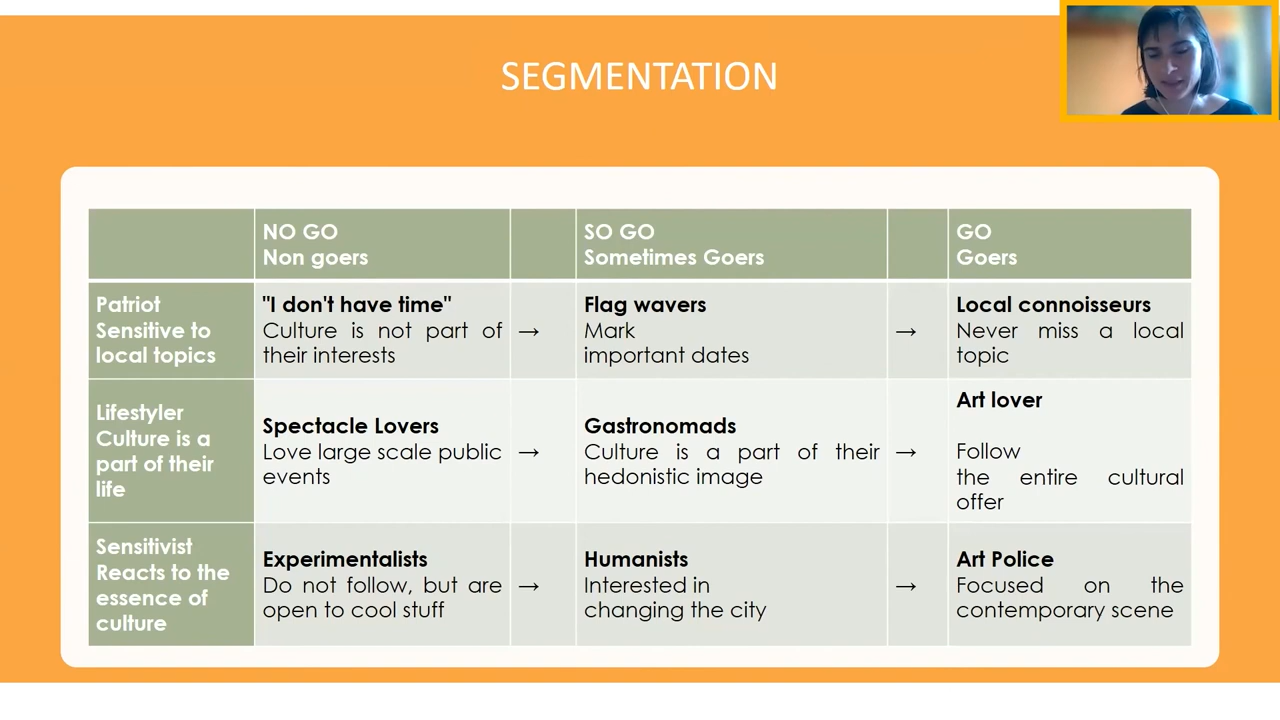 SEGMENTATION
NO GO
Non goers
SO GO
Sometimes Goers
GO
Goers
Patriot
Sensitive to
local topics
"I don't have time"
Culture is not part of
their interests
→
Flag wavers
Mark
important dates
→
Local connoisseurs
Never miss a local
topic
Lifestyler
Culture is a
part of their
life
Spectacle Lovers
Love large scale public
events
→
Gastronomads
Culture is a part of their
hedonistic image
→
Art lover
Follow
the entire cultural
offer
Sensitivist
Reacts to the
essence of
culture
Experimentalists
Do not follow, but are
open to cool stuff
→
Humanists
Interested in
changing the city
→
Art Police
Focused on the
contemporary scene